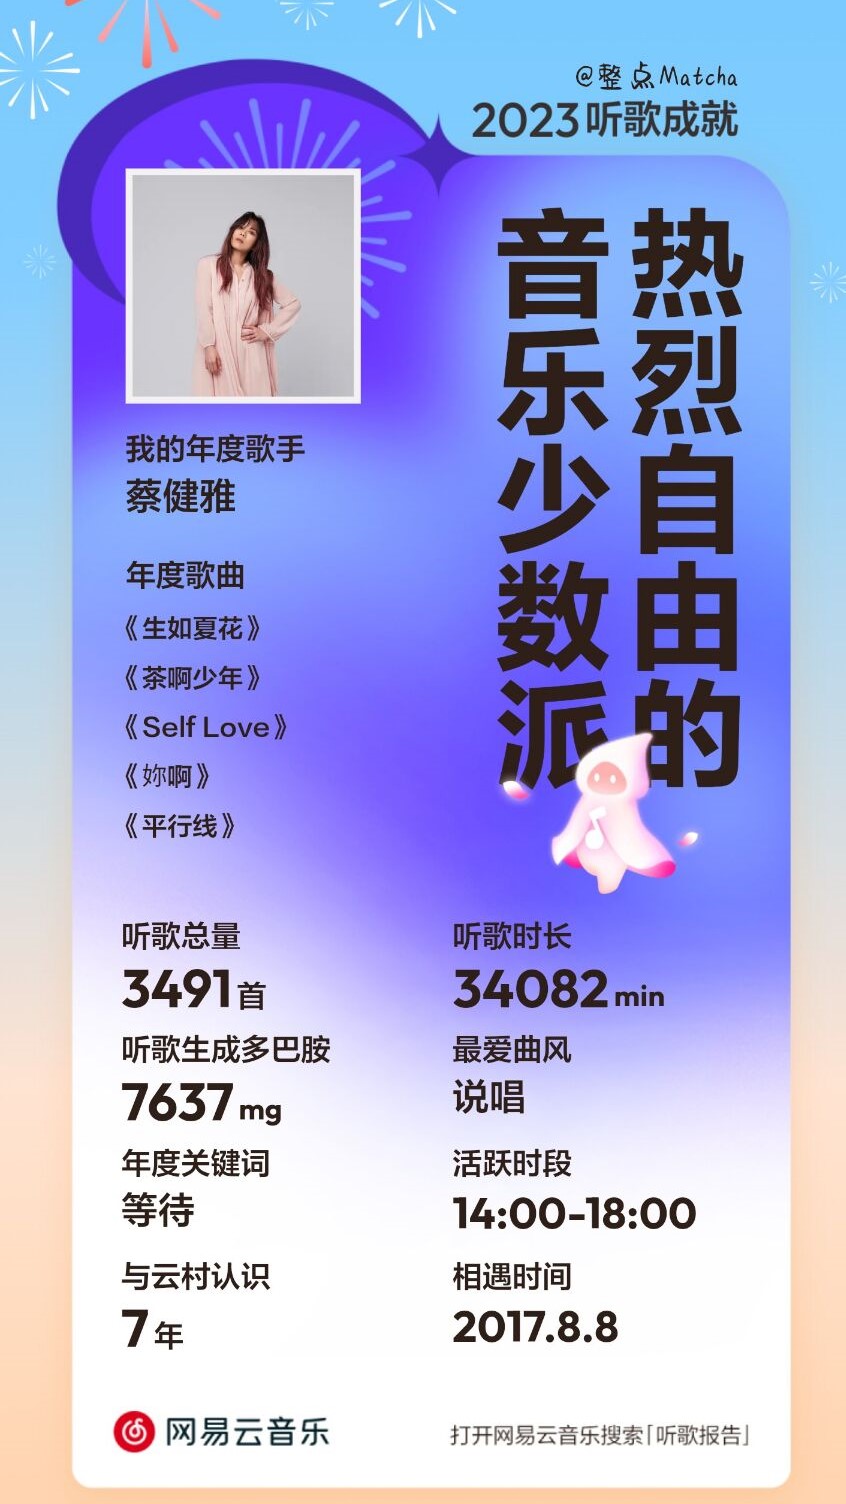 @整点Matcha
2023听歌成就
热烈自由的
音乐少数派
我的年度歌手
蔡健雅
年度歌曲
《生如夏花》
《茶啊少年》
《Self Love》
《妳啊》
《平行线》
听歌总量
3491首
听歌时长
34082min
听歌生成多巴胺
7637mg
最爱曲风
说唱
年度关键词
等待
活跃时段
14:00-18:00
与云村认识
7年
相遇时间
2017.8.8
网易云音乐
打开网易云音乐搜索「听歌报告」